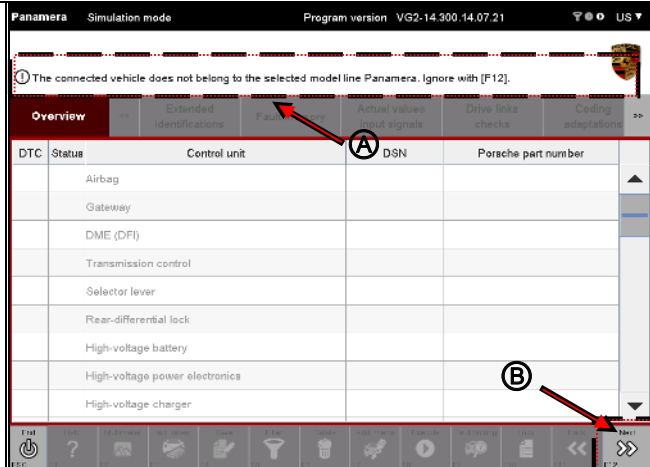 Panamera Simulation mode Program version VG2-14.300.14.07.21 US
The connected vehicle does not belong to the selected model line Panamera. Ignore with [F12].
Overview Extended identifications Fault memory Actual values input signals Drive links checks Coding adaptations
A
DTC Status Control unit DSN Porsche part number
Airbag
Gateway
DME (DFI)
Transmission control
Selector lever
Rear-differential lock
High-voltage battery
High-voltage power electronics
High-voltage charger
B
Next
F12